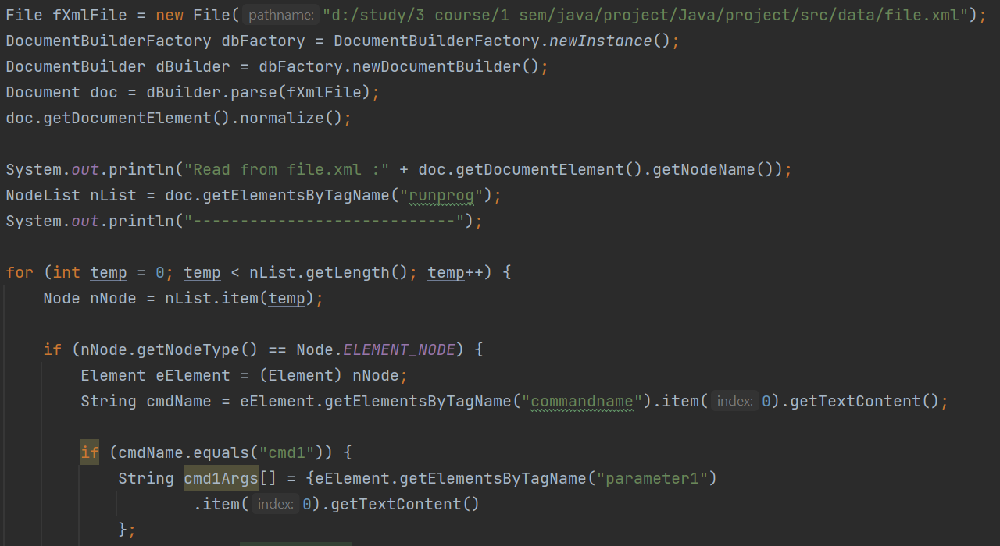 File fXmlFile = new File( pathname: "d:/study/3 course/1 sem/java/project/Java/project/src/data/file.xml");
DocumentBuilderFactory dbFactory = DocumentBuilderFactory.newInstance();
DocumentBuilder dBuilder = dbFactory.newDocumentBuilder();
Document doc = dBuilder.parse(fXmlFile);
doc.getDocumentElement().normalize();
System.out.println("Read from file.xml :" + doc.getDocumentElement().getNodeName());
NodeList nList = doc.getElementsByTagName("runprog");
System.out.println("----------------------------");
for (int temp = 0; temp < nList.getLength(); temp++) {
Node nNode = nList.item(temp);
if (nNode.getNodeType() == Node.ELEMENT_NODE) {
Element eElement = (Element) nNode;
String cmdName = eElement.getElementsByTagName("commandname").item( index: 0).getTextContent();
if (cmdName.equals("cmd1")) {
String cmd1Args[] = {eElement.getElementsByTagName("parameter1")
.item( index: 0).getTextContent()
};